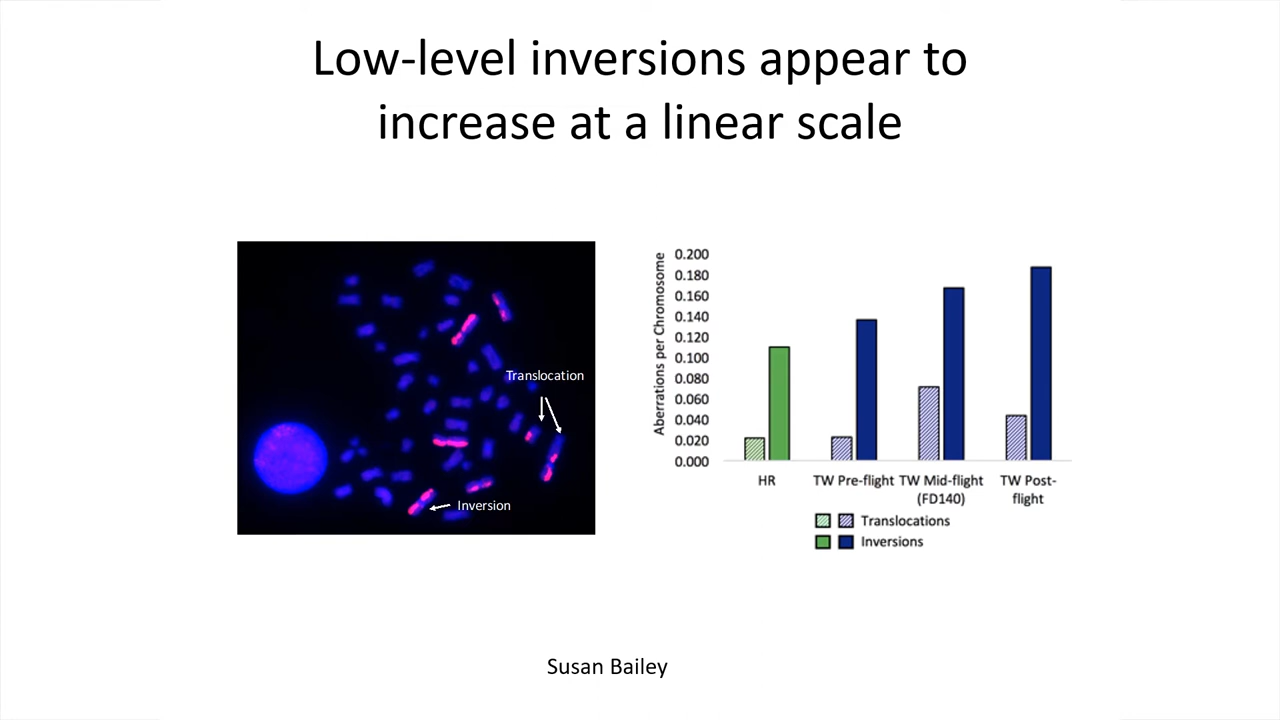 Low-level inversions appear to
increase at a linear scale
Translocation
Inversion
Aberrations per Chromosome
0.200
0.180
0.160
0.140
0.120
0.100
0.080
0.060
0.040
0.020
0.000
HR
TW Pre-flight
TW Mid-flight
(FD140)
TW Post-
flight
Translocations
Inversions
Susan Bailey